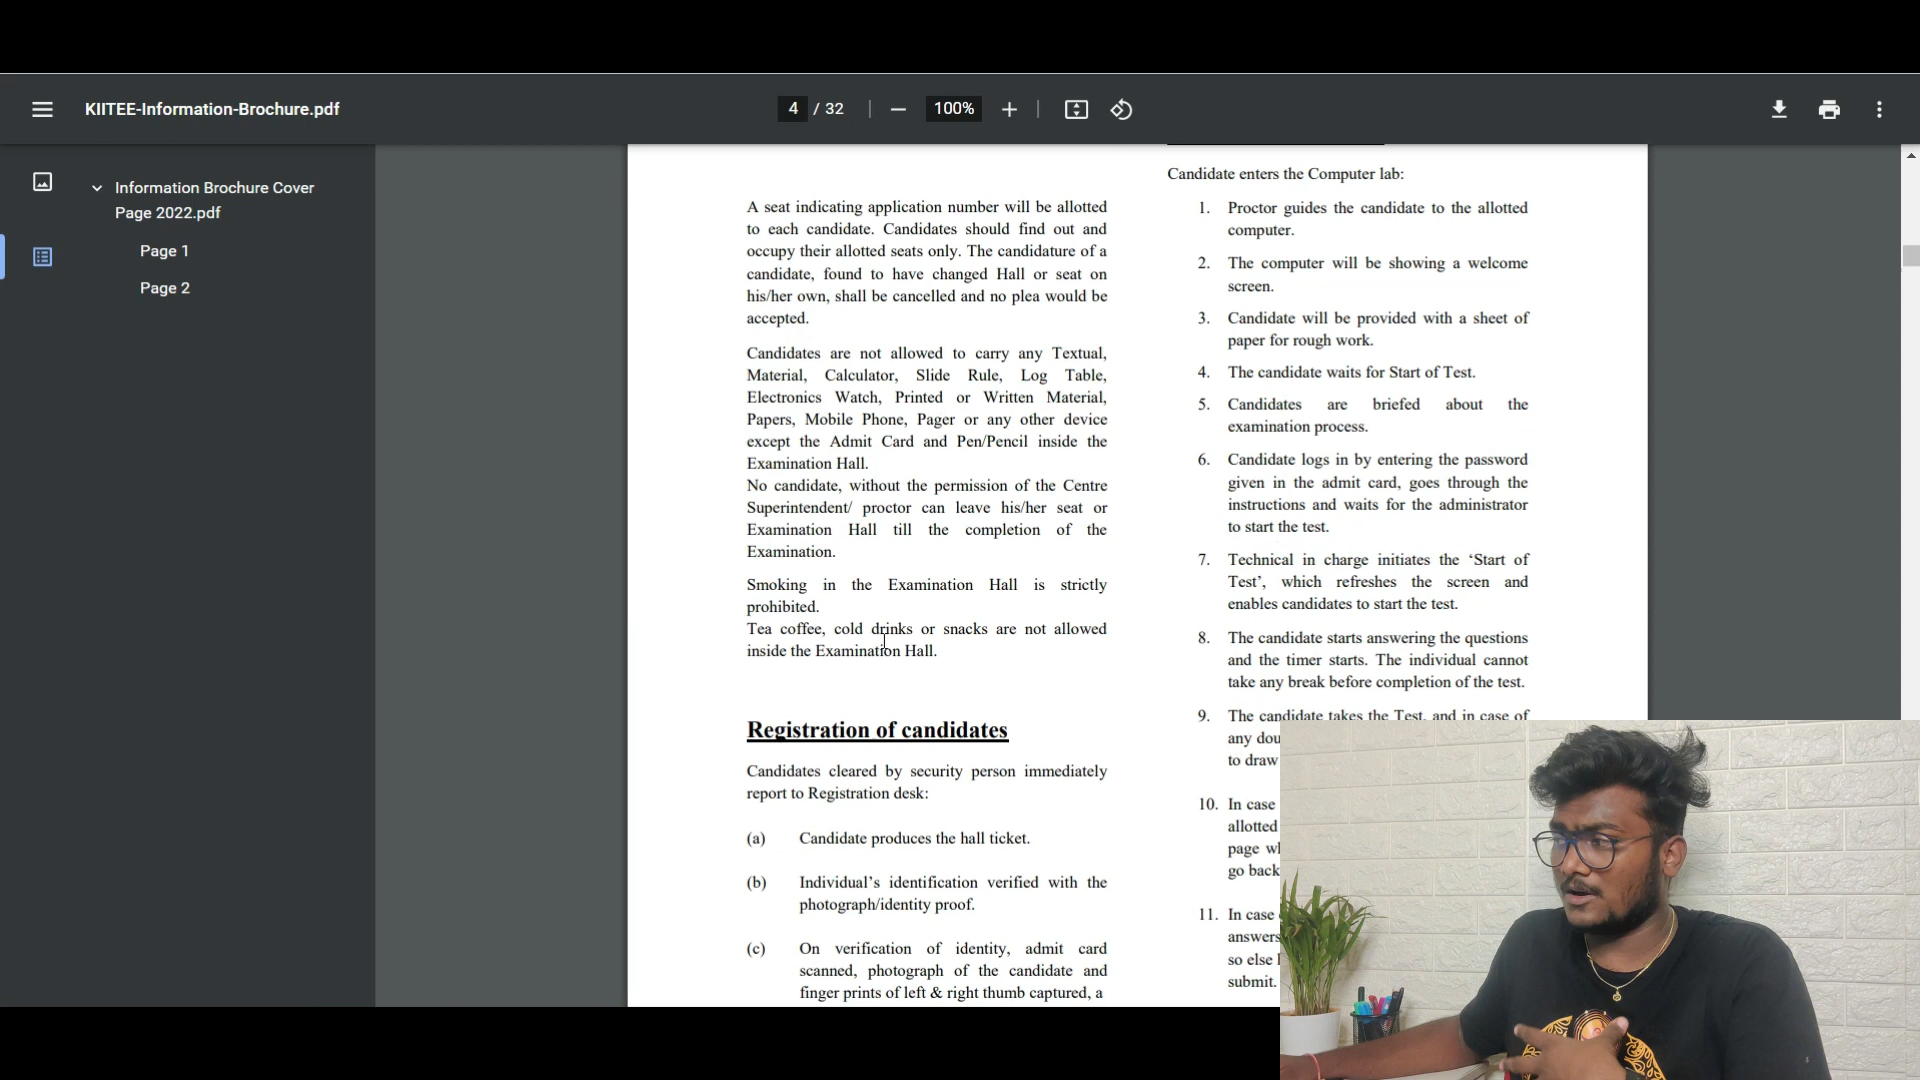 KIITEE-Information-Brochure.pdf
4 / 32
100%
Information Brochure Cover
Page 2022.pdf
Page 1
Page 2
A seat indicating application number will be allotted
to each candidate. Candidates should find out and
occupy their allotted seats only. The candidature of a
candidate, found to have changed Hall or seat on
his/her own, shall be cancelled and no plea would be
accepted.
Candidates are not allowed to carry any Textual,
Material, Calculator, Slide Rule, Log Table,
Electronics Watch, Printed or Written Material,
Papers, Mobile Phone, Pager or any other device
except the Admit Card and Pen/Pencil inside the
Examination Hall.
No candidate, without the permission of the Centre
Superintendent/ proctor can leave his/her seat or
Examination Hall till the completion of the
Examination.
Smoking in the Examination Hall is strictly
prohibited.
Tea coffee, cold drinks or snacks are not allowed
inside the Examination Hall.
Registration of candidates
Candidates cleared by security person immediately
report to Registration desk:
(a) Candidate produces the hall ticket.
(b) Individual's identification verified with the
photograph/identity proof.
(c) On verification of identity, admit card
scanned, photograph of the candidate and
finger prints of left & right thumb captured, a
Candidate enters the Computer lab:
1. Proctor guides the candidate to the allotted
computer.
2. The computer will be showing a welcome
screen.
3. Candidate will be provided with a sheet of
paper for rough work.
4. The candidate waits for Start of Test.
5. Candidates are briefed about the
examination process.
6. Candidate logs in by entering the password
given in the admit card, goes through the
instructions and waits for the administrator
to start the test.
7. Technical in charge initiates the 'Start of
Test', which refreshes the screen and
enables candidates to start the test.
8. The candidate starts answering the questions
and the timer starts. The individual cannot
take any break before completion of the test.
9. The candidate takes the Test, and in case of
any dou
to draw
10. In case
allotted
page
go back
11. In case
answers
so else
submit.